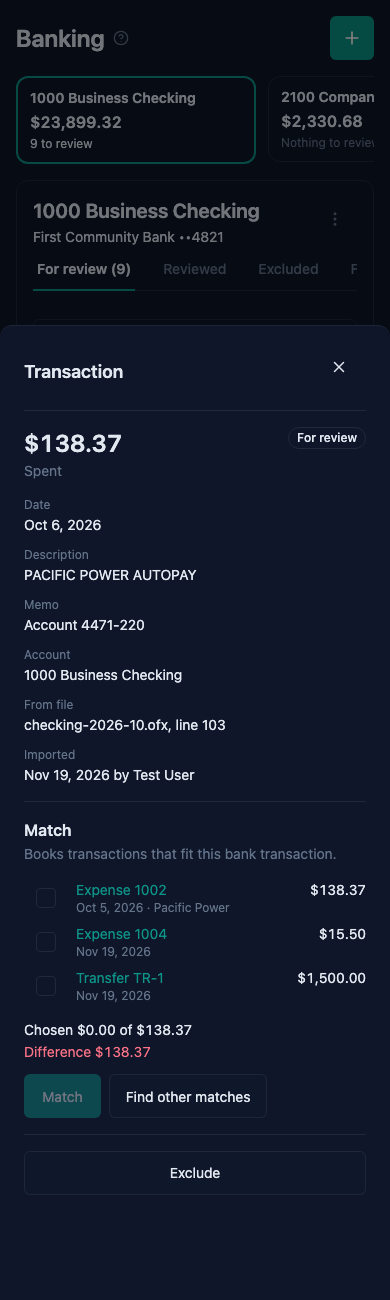 Banking
1000 Business Checking
$23,899.32
9 to review
2100 Compan
$2,330.68
Nothing to review
1000 Business Checking
First Community Bank ••4821
For review (9)
Reviewed
Excluded
F
Transaction
$138.37
For review
Spent
Date
Oct 6, 2026
Description
PACIFIC POWER AUTOPAY
Memo
Account 4471-220
Account
1000 Business Checking
From file
checking-2026-10.ofx, line 103
Imported
Nov 19, 2026 by Test User
Match
Books transactions that fit this bank transaction.
Expense 1002
$138.37
Oct 5, 2026 · Pacific Power
Expense 1004
$15.50
Nov 19, 2026
Transfer TR-1
$1,500.00
Nov 19, 2026
Chosen $0.00 of $138.37
Difference $138.37
Match
Find other matches
Exclude